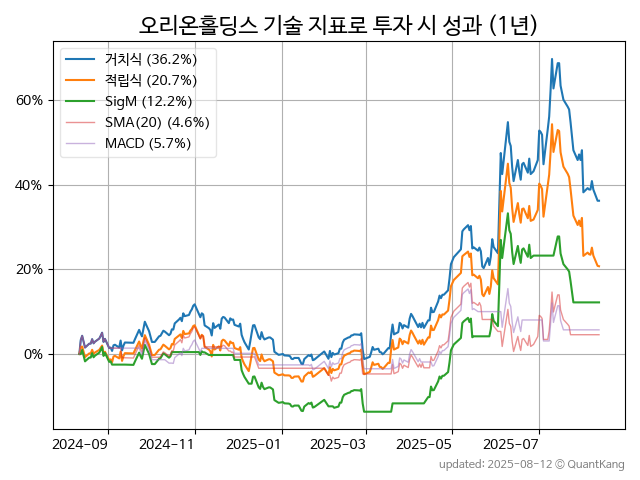 오리온홀딩스 기술 지표로 투자 시 성과 (1년)
거치식 (36.2%)
적립식 (20.7%)
SigM (12.2%)
SMA(20) (4.6%)
MACD (5.7%)
60%
40%
20%
0%
2024-09 2024-11 2025-01 2025-03 2025-05 2025-07
updated: 2025-08-12 © QuantKang